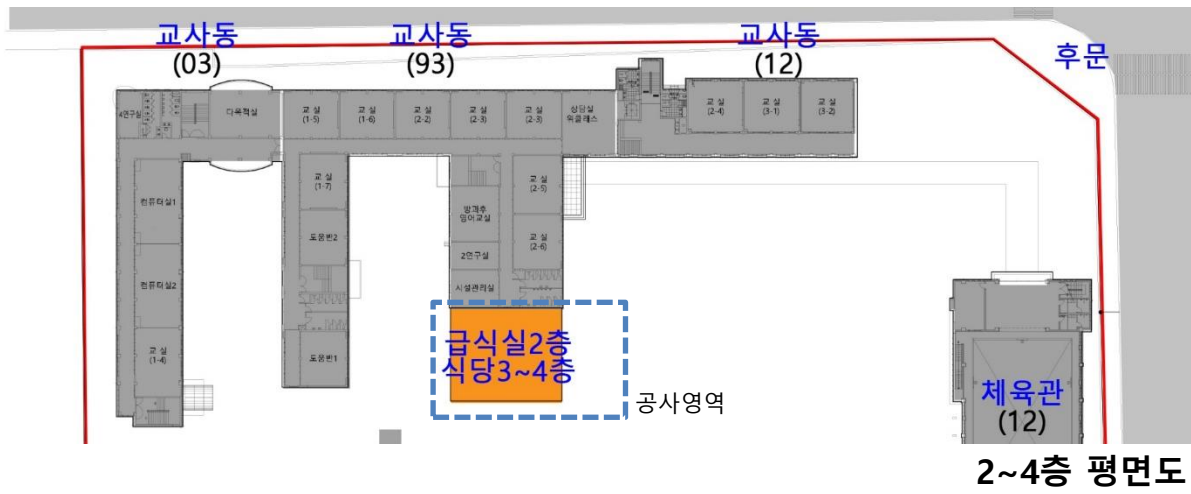 교사동
(03)
교사동
(93)
교사동
(12)
후문
4연구실
다목적실
교 실
(1-5)
교 실
(1-6)
교 실
(2-2)
교 실
(2-3)
교 실
(2-3)
상담실
위클래스
교 실
(2-4)
교 실
(3-1)
교 실
(3-2)
컴퓨터실1
교 실
(1-7)
방과후
영어교실
교 실
(2-5)
도움반2
2연구실
교 실
(2-6)
컴퓨터실2
시설관리실
교 실
(1-4)
도움반1
급식실2층
식당3~4층
공사영역
체육관
(12)
2~4층 평면도